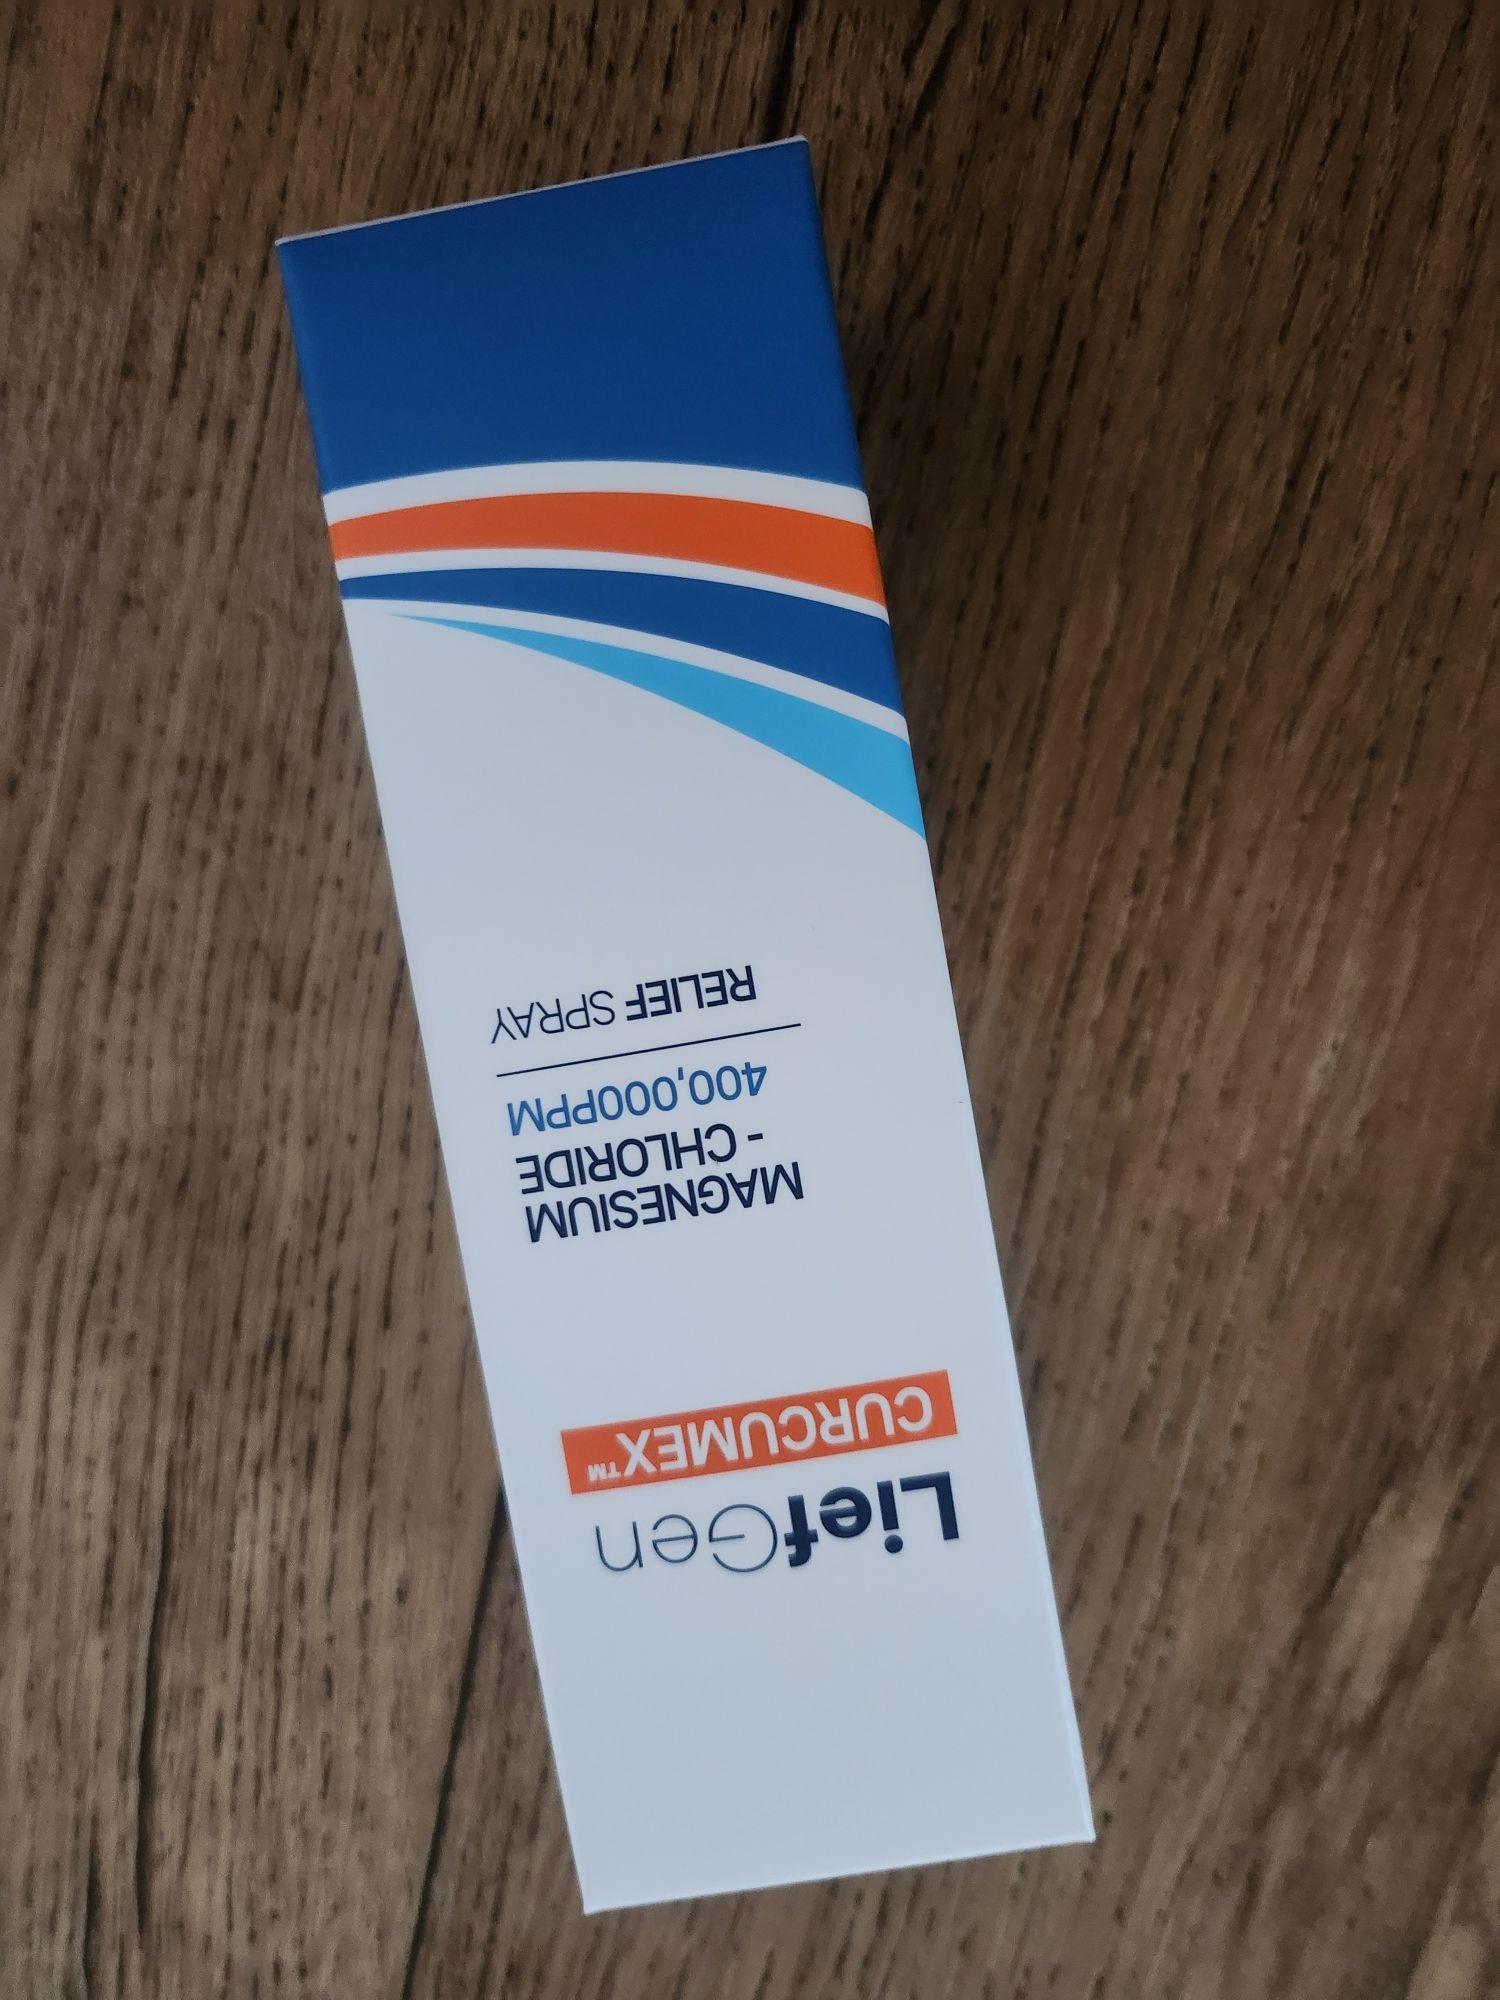 LiefGen
CURCUMEX™
MAGNESIUM
- CHLORIDE
400,000PPM
RELIEF SPRAY